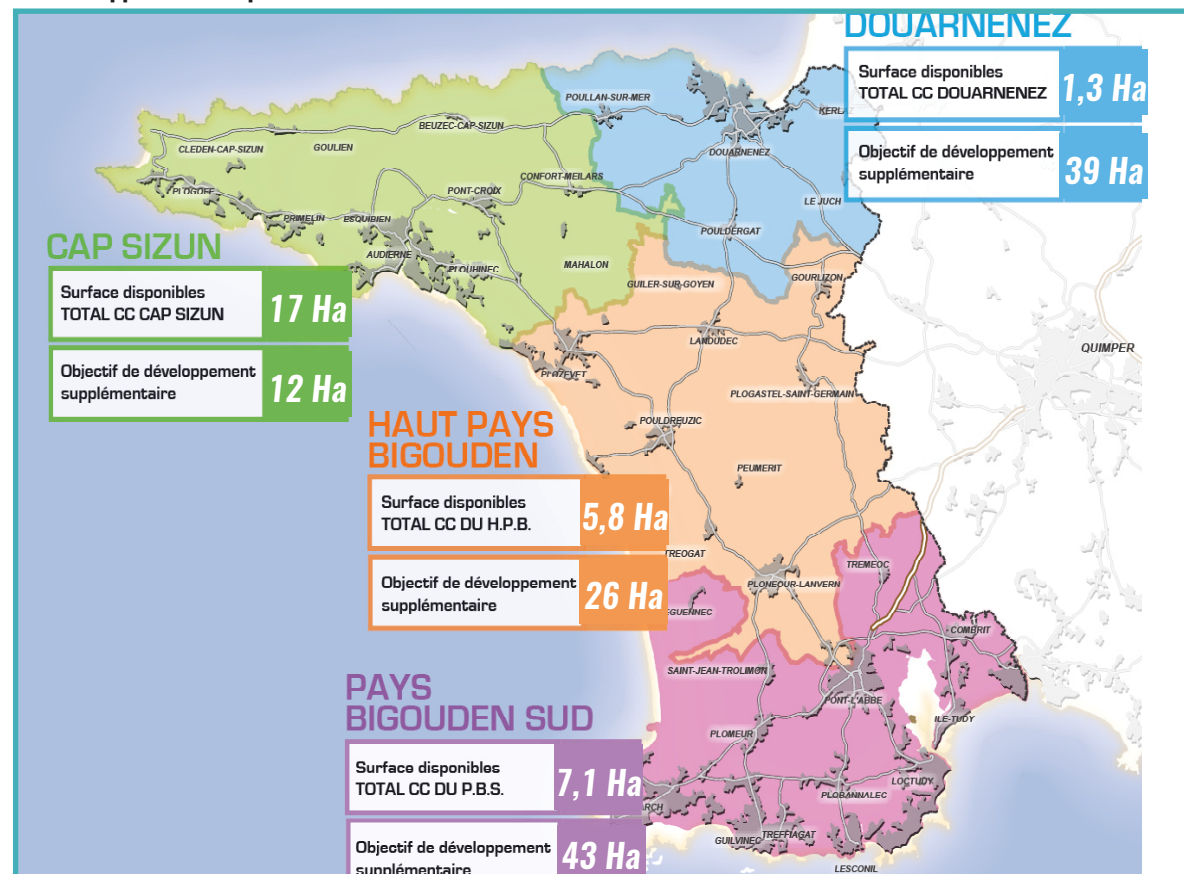 DOUARNENEZ
Surface disponibles
TOTAL CC DOUARNENEZ
1,3 Ha
Objectif de développement
supplémentaire
39 Ha
POULLAN-SUR-MER
KERLAZ
BEUZEC-CAP-SIZUN
CLEDEN-CAP-SIZUN
GOULIEN
DOUARNENEZ
CONFORT-MEILARS
PLOGOFF
PONT-CROIX
LE JUCH
PRIMELIN
ESQUIBIEN
POULDERGAT
AUDIERNE
PLOUHINEC
MAHALON
GOURLIZON
GUILER-SUR-GOYEN
CAP SIZUN
Surface disponibles
TOTAL CC CAP SIZUN
17 Ha
Objectif de développement
supplémentaire
12 Ha
LANDUDEC
QUIMPER
PLOZEVET
PLOGASTEL-SAINT-GERMAIN
POULDREUZIC
PEUMERIT
HAUT PAYS
BIGOUDEN
Surface disponibles
TOTAL CC DU H.P.B.
5,8 Ha
Objectif de développement
supplémentaire
26 Ha
TREOGAT
TREMEOC
PLONEOUR-LANVERN
EGUENNEC
COMBRIT
SAINT-JEAN-TROLIMON
PONT-L'ABBE
ILE-TUDY
PLOMEUR
PAYS
BIGOUDEN SUD
Surface disponibles
TOTAL CC DU P.B.S.
7,1 Ha
Objectif de développement
supplémentaire
43 Ha
LOCTUDY
PLOBANNALEC
ARCH
GUILVINEC
TREFFIAGAT
LESCONIL